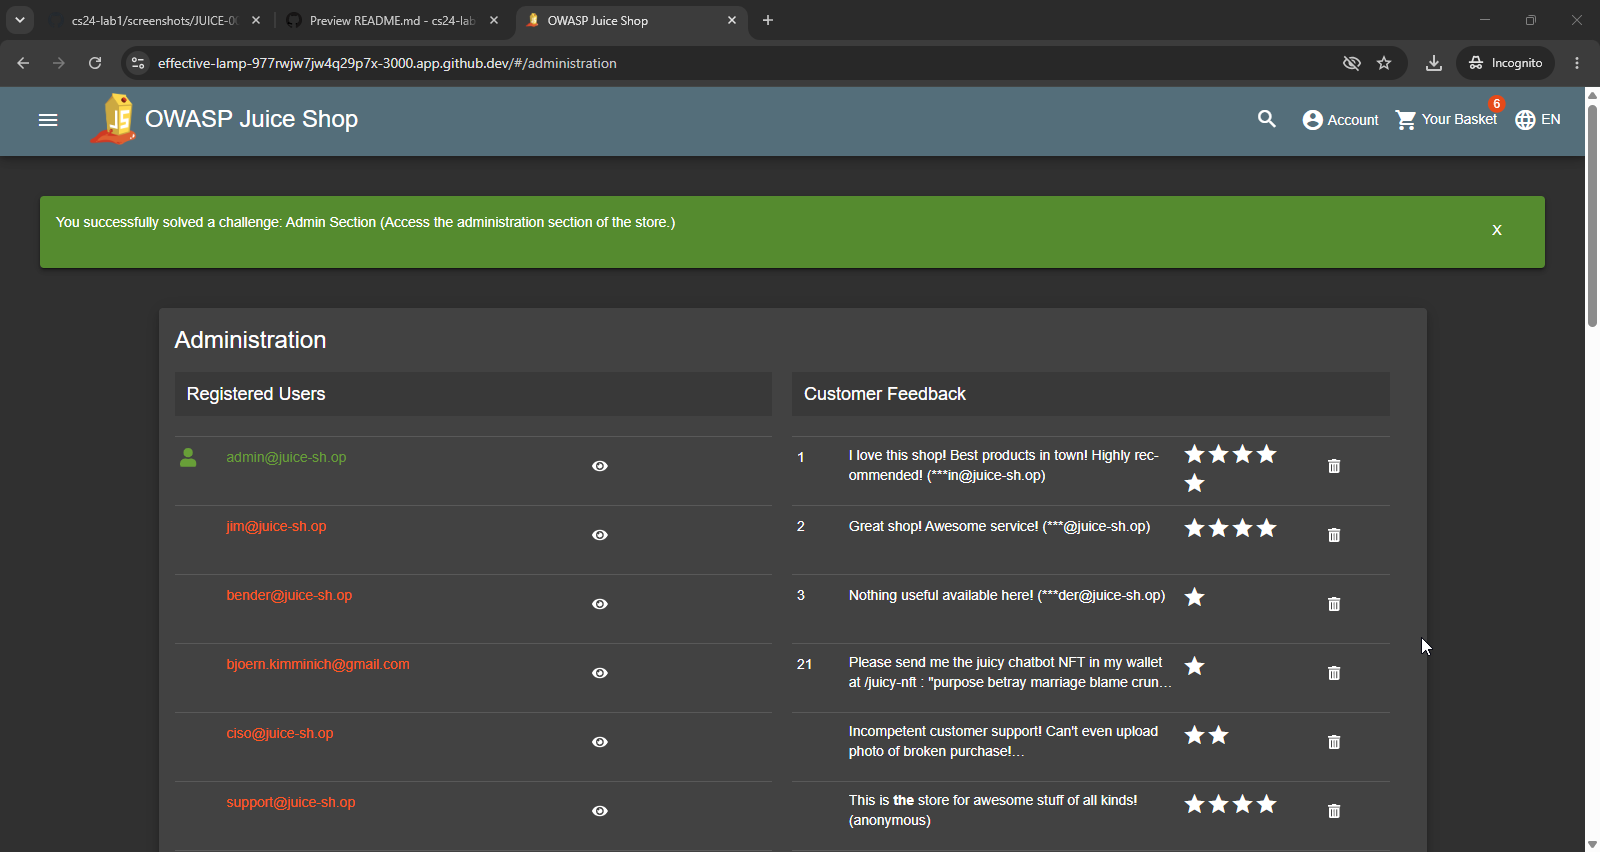 cs24-lab1/screenshots/JUICE-0
Preview README.md - cs24-lab
OWASP Juice Shop
effective-lamp-977rwjw7jw4q29p7x-3000.app.github.dev/#/administration
Incognito
OWASP Juice Shop
Account
Your Basket
6
EN
You successfully solved a challenge: Admin Section (Access the administration section of the store.)
X
Administration
Registered Users
admin@juice-sh.op
jim@juice-sh.op
bender@juice-sh.op
bjoern.kimminich@gmail.com
ciso@juice-sh.op
support@juice-sh.op
Customer Feedback
1
I love this shop! Best products in town! Highly rec-
ommended! (***in@juice-sh.op)
2
Great shop! Awesome service! (***@juice-sh.op)
3
Nothing useful available here! (***der@juice-sh.op)
21
Please send me the juicy chatbot NFT in my wallet
at /juicy-nft : "purpose betray marriage blame crun...
Incompetent customer support! Can't even upload
photo of broken purchase!...
This is the store for awesome stuff of all kinds!
(anonymous)